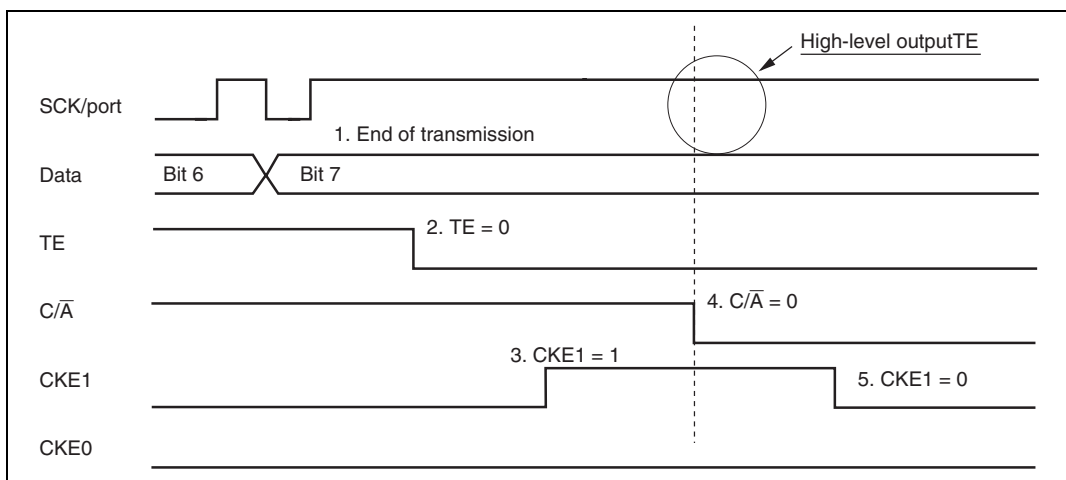 High-level outputTE
SCK/port
1. End of transmission
Data
Bit 6
Bit 7
TE
2. TE = 0
C/A̅
4. C/A̅ = 0
3. CKE1 = 1
CKE1
5. CKE1 = 0
CKE0